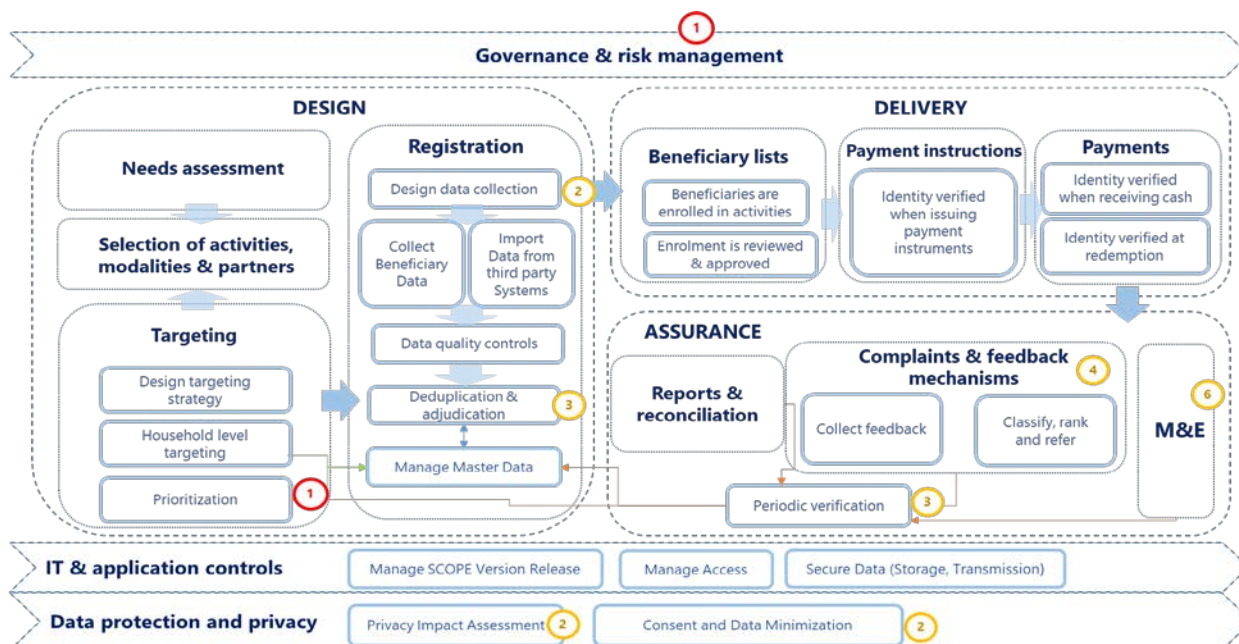 1
Governance & risk management
DESIGN
Needs assessment
Selection of activities,
modalities & partners
Targeting
Design targeting
strategy
Household level
targeting
Prioritization
1
Registration
Design data collection
2
Collect
Beneficiary
Data
Import
Data from
third party
Systems
Data quality controls
Deduplication &
adjudication
3
Manage Master Data
DELIVERY
Beneficiary lists
Beneficiaries are
enrolled in activities
Enrolment is reviewed
& approved
Payment instructions
Identity verified
when issuing
payment
instruments
Payments
Identity verified
when receiving cash
Identity verified at
redemption
ASSURANCE
Reports &
reconciliation
Complaints & feedback
mechanisms
4
Collect feedback
Classify, rank
and refer
Periodic verification
3
6
M&E
IT & application controls
Manage SCOPE Version Release
Manage Access
Secure Data (Storage, Transmission)
Data protection and privacy
Privacy Impact Assessment
2
Consent and Data Minimization
2